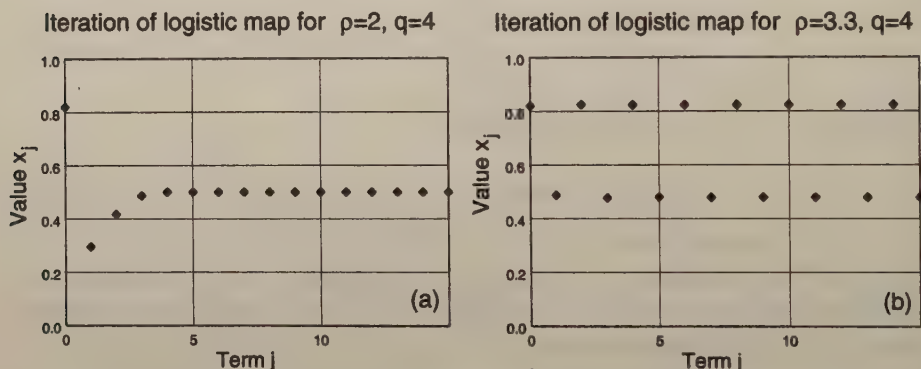 Iteration of logistic map for ρ=2, q=4
1.0
0.8
0.6
0.4
0.2
0.0
Value x_j
0
5
10
Term j
(a)
Iteration of logistic map for ρ=3.3, q=4
1.0
0.8
0.6
0.4
0.2
0.0
Value x_j
0
5
10
Term j
(b)